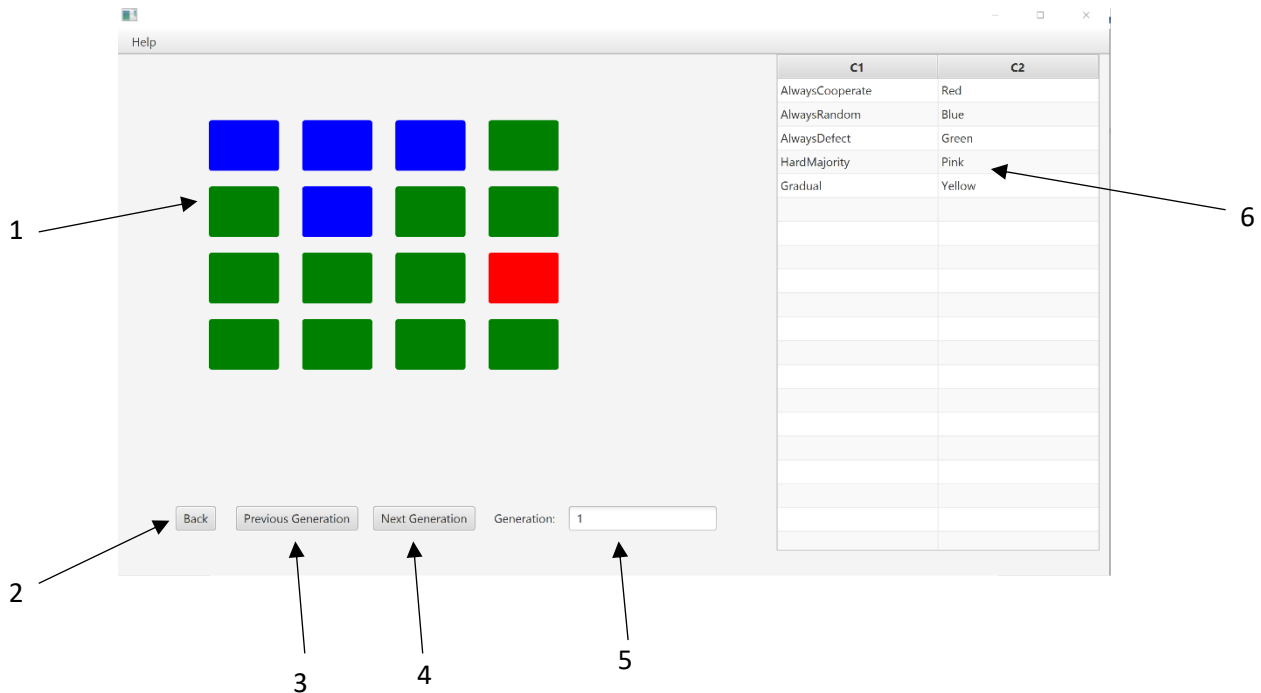 Help
C1 C2
AlwaysCooperate Red
AlwaysRandom Blue
AlwaysDefect Green
HardMajority Pink
Gradual Yellow
1
6
Back Previous Generation Next Generation Generation: 1
2
3
4
5